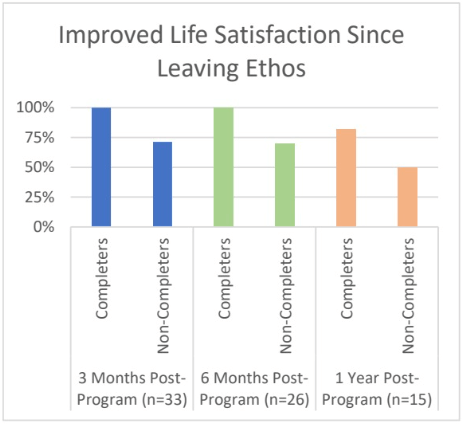 Improved Life Satisfaction Since
Leaving Ethos
100%
75%
50%
25%
0%
Completers
Non-Completers
Completers
Non-Completers
Completers
Non-Completers
3 Months Post-
Program (n=33)
6 Months Post-
Program (n=26)
1 Year Post-
Program (n=15)